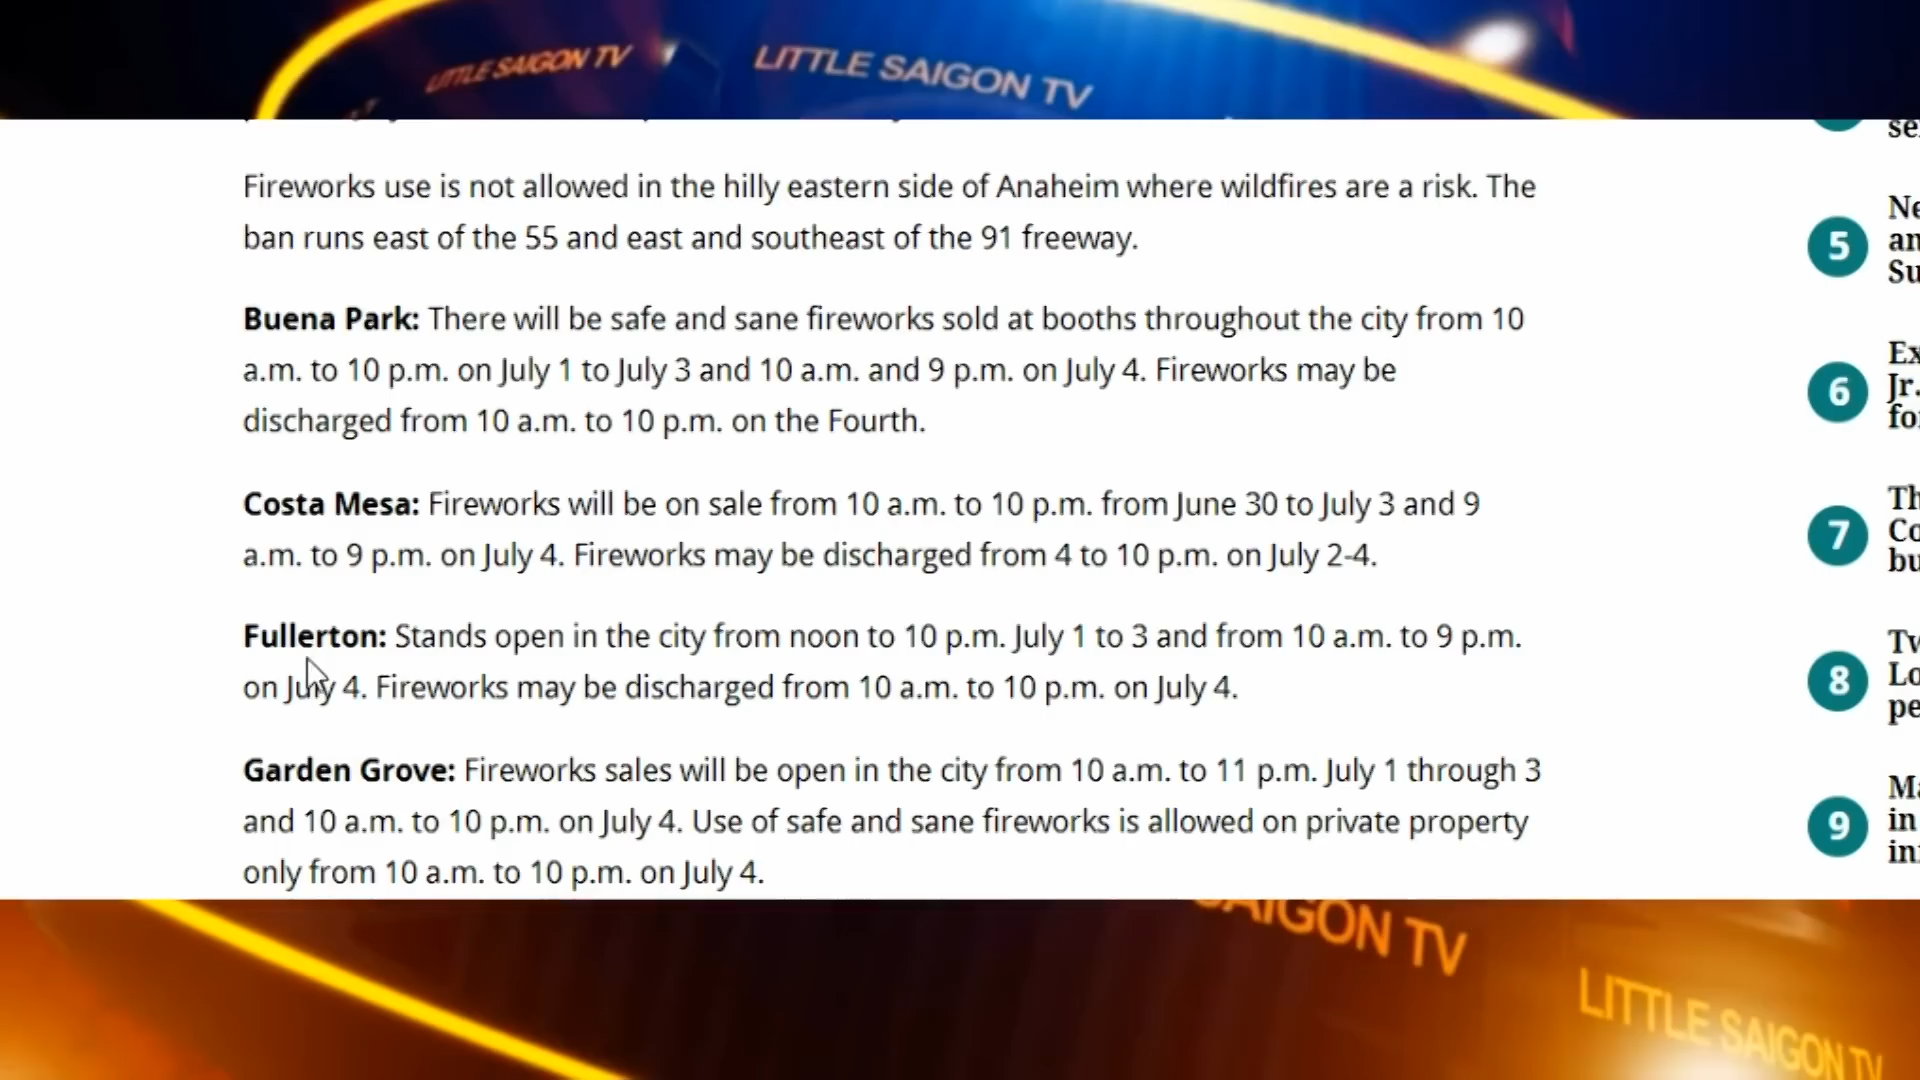 LITTLE SAIGON TV
LITTLE SAIGON TV
Fireworks use is not allowed in the hilly eastern side of Anaheim where wildfires are a risk. The
ban runs east of the 55 and east and southeast of the 91 freeway.
Buena Park: There will be safe and sane fireworks sold at booths throughout the city from 10
a.m. to 10 p.m. on July 1 to July 3 and 10 a.m. and 9 p.m. on July 4. Fireworks may be
discharged from 10 a.m. to 10 p.m. on the Fourth.
Costa Mesa: Fireworks will be on sale from 10 a.m. to 10 p.m. from June 30 to July 3 and 9
a.m. to 9 p.m. on July 4. Fireworks may be discharged from 4 to 10 p.m. on July 2-4.
Fullerton: Stands open in the city from noon to 10 p.m. July 1 to 3 and from 10 a.m. to 9 p.m.
on July 4. Fireworks may be discharged from 10 a.m. to 10 p.m. on July 4.
Garden Grove: Fireworks sales will be open in the city from 10 a.m. to 11 p.m. July 1 through 3
and 10 a.m. to 10 p.m. on July 4. Use of safe and sane fireworks is allowed on private property
only from 10 a.m. to 10 p.m. on July 4.
5
6
Jr.
7
8
9
in
SAIGON TV
LITTLE SAIGON TV